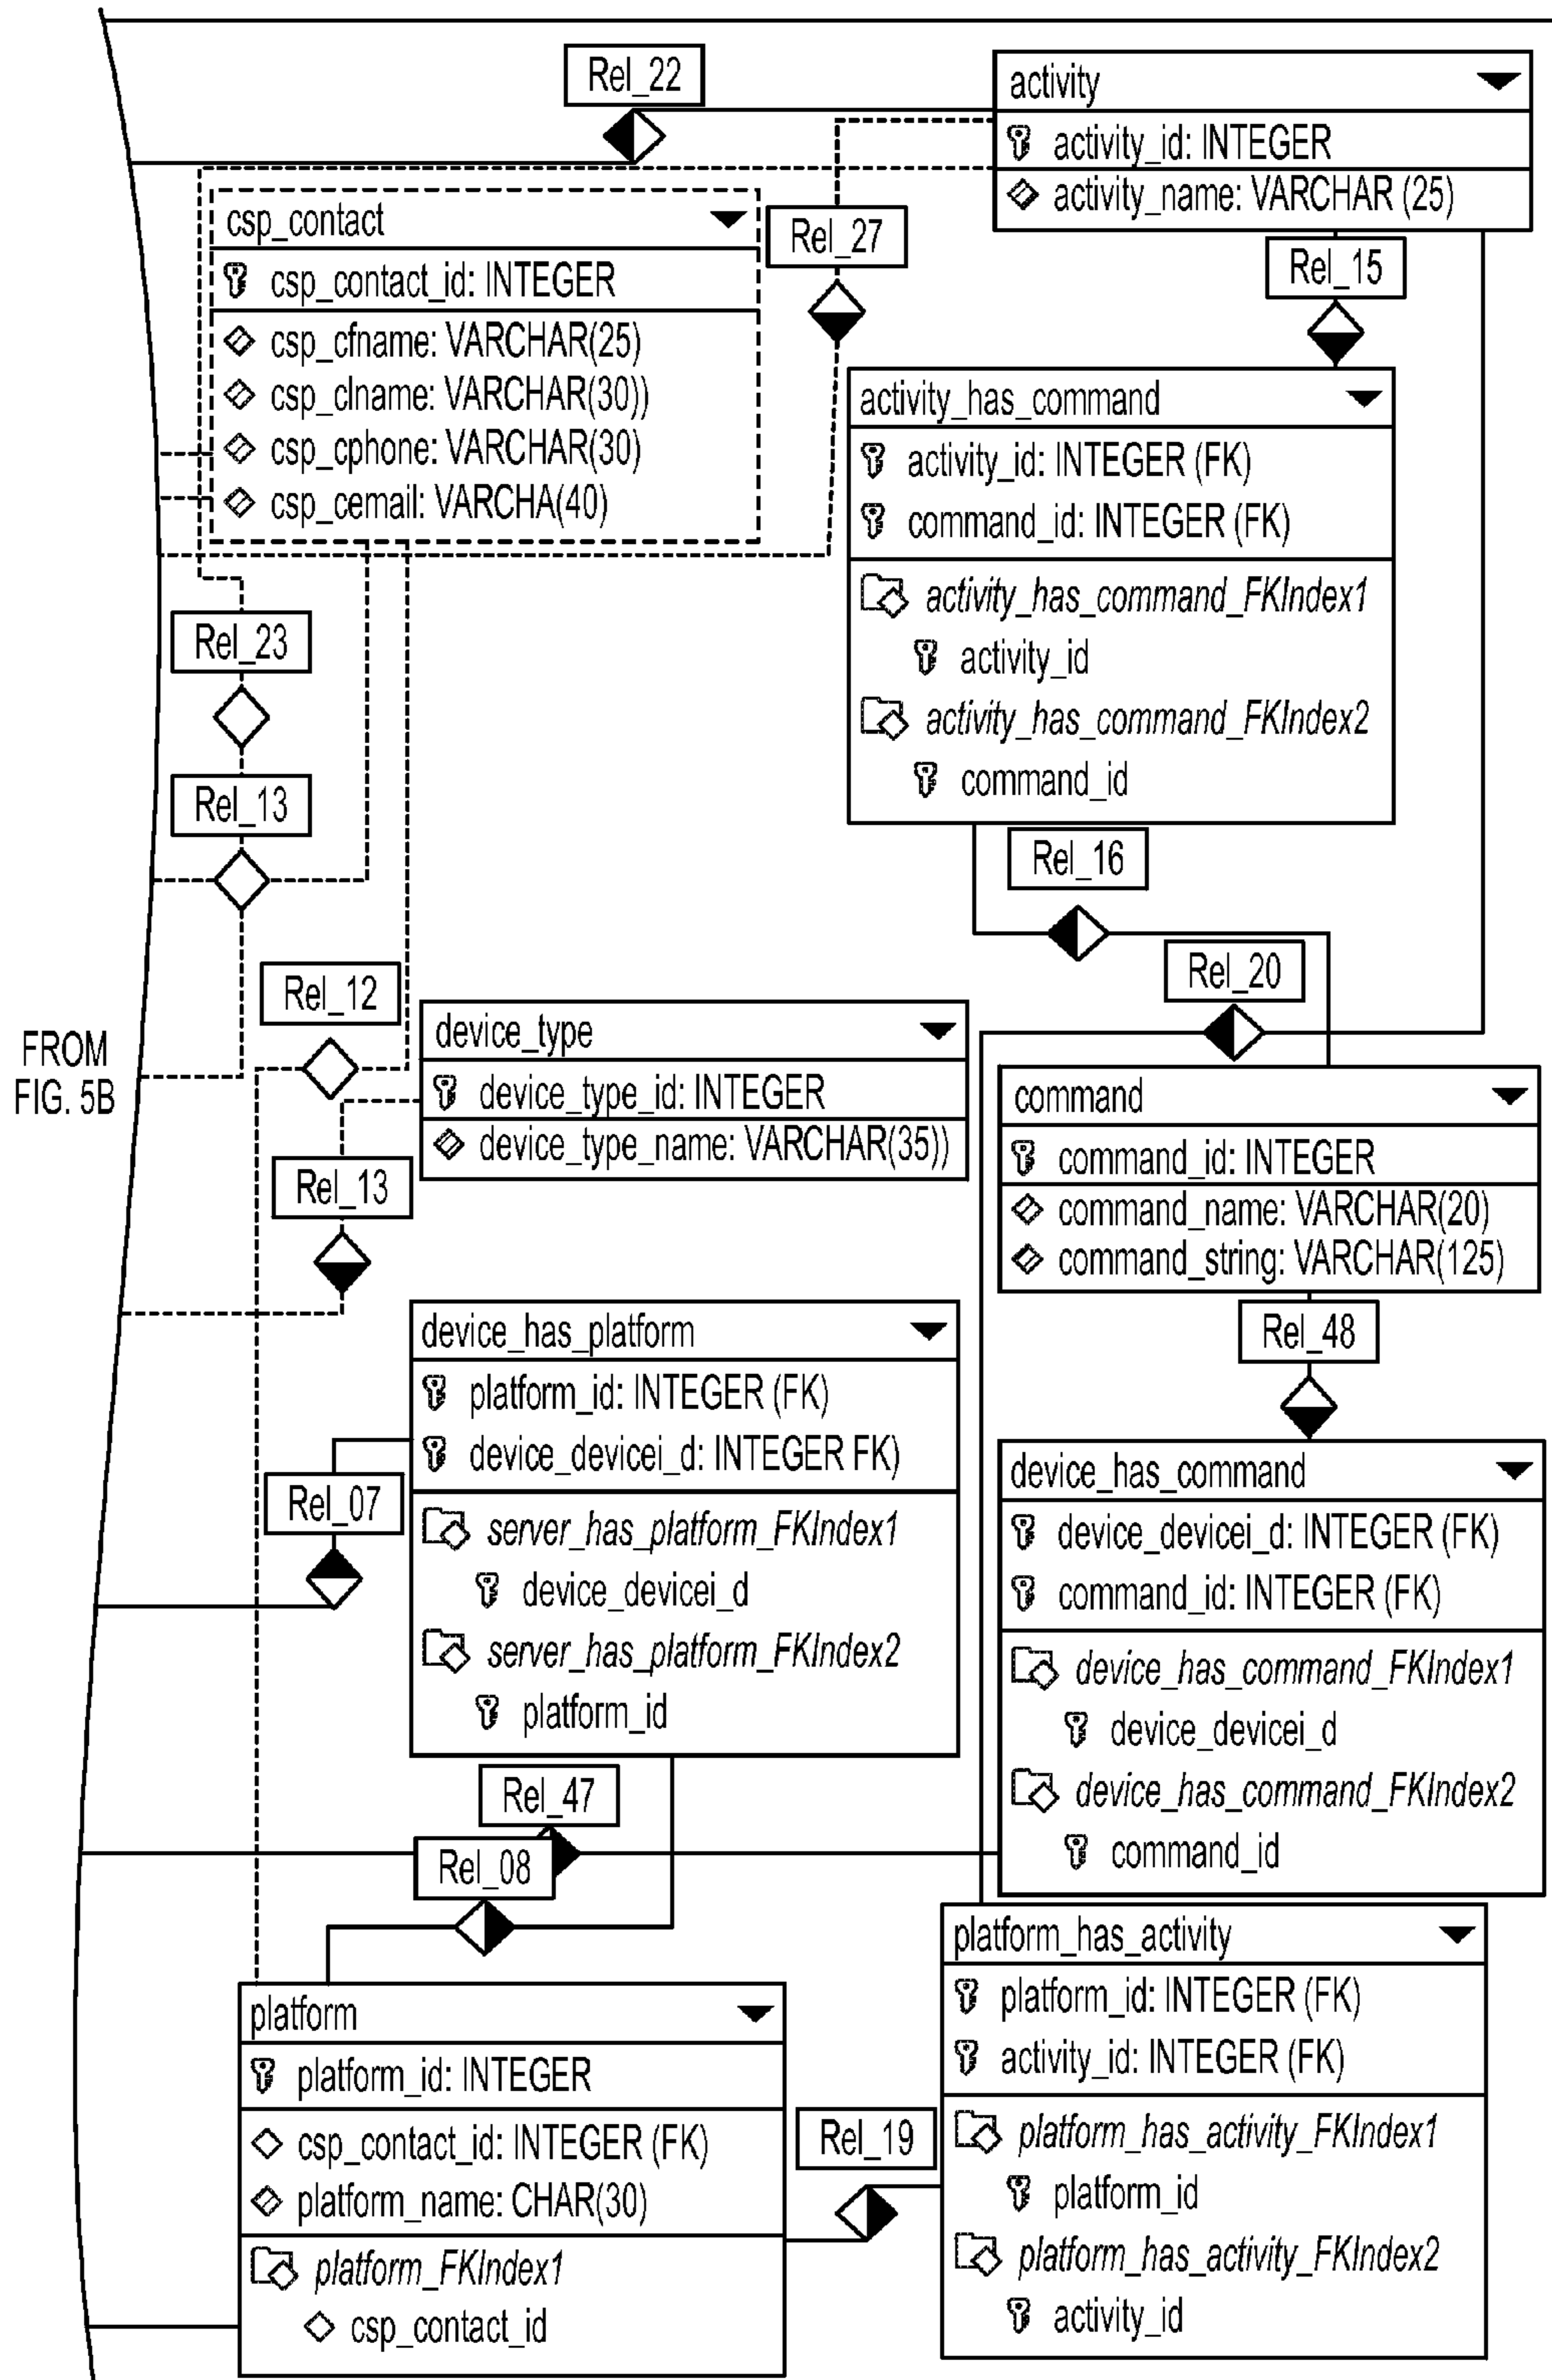 Rel_22
activity
activity_id: INTEGER
activity_name: VARCHAR (25)
csp_contact
csp_contact_id: INTEGER
csp_cfname: VARCHAR(25)
csp_clname: VARCHAR(30))
csp_cphone: VARCHAR(30)
csp_cemail: VARCHA(40)
Rel_27
Rel_15
activity_has_command
activity_id: INTEGER (FK)
command_id: INTEGER (FK)
activity_has_command_FKIndex1
activity_id
activity_has_command_FKIndex2
command_id
Rel_23
Rel_13
Rel_16
Rel_20
Rel_12
FROM
FIG. 5B
device_type
device_type_id: INTEGER
device_type_name: VARCHAR(35))
Rel_13
command
command_id: INTEGER
command_name: VARCHAR(20)
command_string: VARCHAR(125)
Rel_48
device_has_platform
platform_id: INTEGER (FK)
device_devicei_d: INTEGER FK)
server_has_platform_FKIndex1
device_devicei_d
server_has_platform_FKIndex2
platform_id
Rel_07
device_has_command
device_devicei_d: INTEGER (FK)
command_id: INTEGER (FK)
device_has_command_FKIndex1
device_devicei_d
device_has_command_FKIndex2
command_id
Rel_47
Rel_08
platform
platform_id: INTEGER
csp_contact_id: INTEGER (FK)
platform_name: CHAR(30)
platform_FKIndex1
csp_contact_id
Rel_19
platform_has_activity
platform_id: INTEGER (FK)
activity_id: INTEGER (FK)
platform_has_activity_FKIndex1
platform_id
platform_has_activity_FKIndex2
activity_id